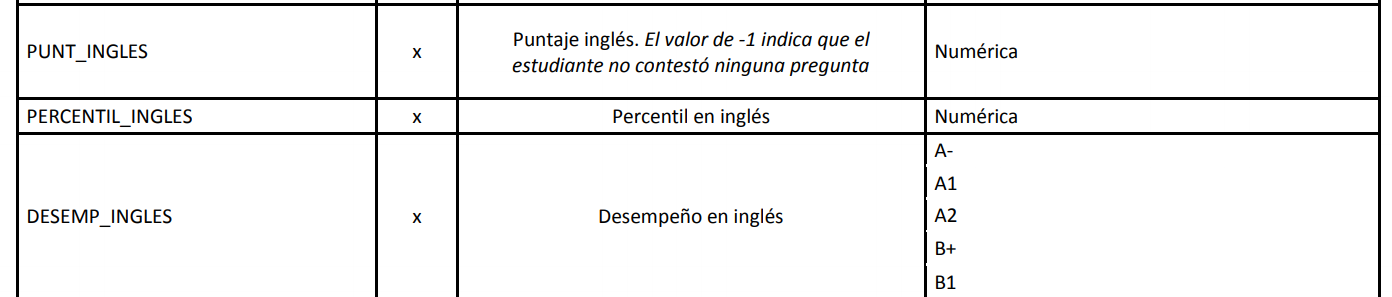 PUNT_INGLES x Puntaje inglés. El valor de -1 indica que el
estudiante no contestó ninguna pregunta Numérica
PERCENTIL_INGLES x Percentil en inglés Numérica
DESEMP_INGLES x Desempeño en inglés
A-
A1
A2
B+
B1